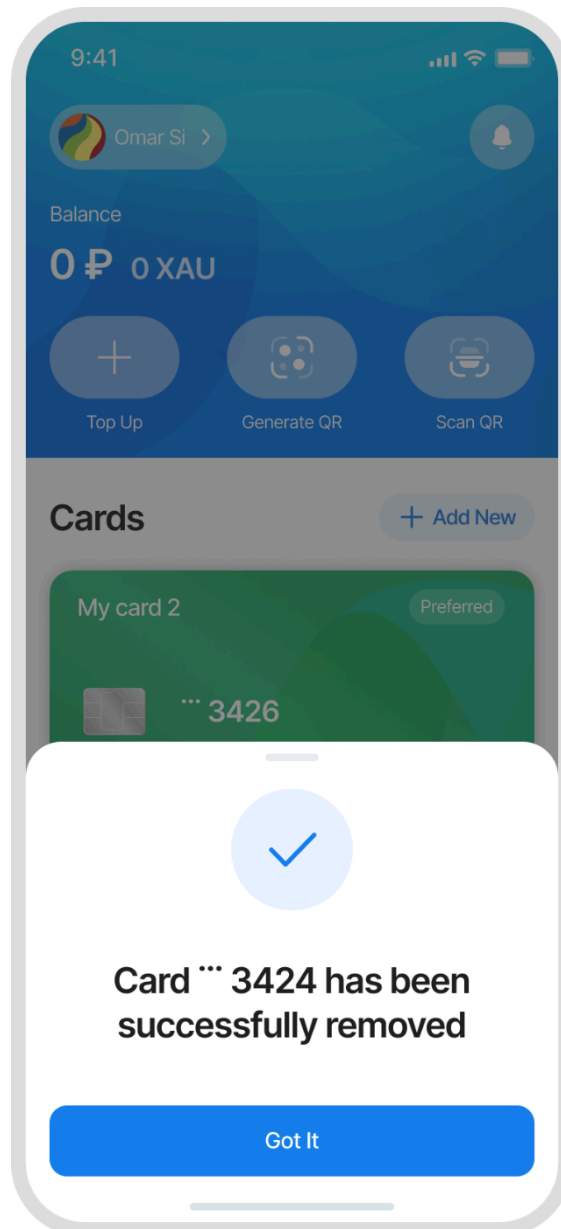 9:41
Omar Si
Balance
0 ₽ 0 XAU
Top Up Generate QR Scan QR
Cards + Add New
My card 2 Preferred
··· 3426
Card ··· 3424 has been
successfully removed
Got It